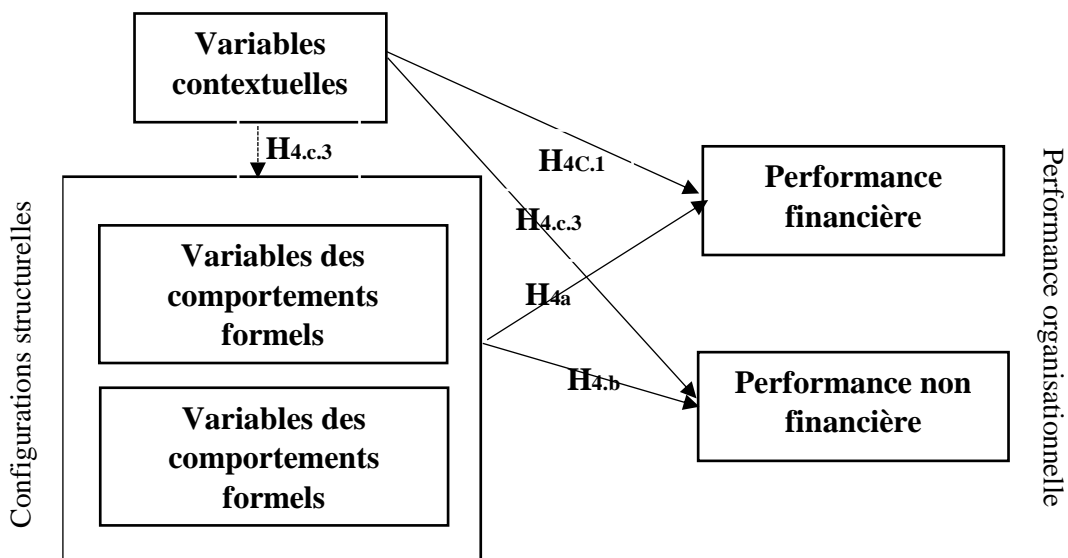 Variables
contextuelles
H4.c.3
H4C.1
Performance
financière
H4.c.3
Configurations structurelles
Variables des
comportements
formels
H4a
H4.b
Performance non
financière
Performance organisationnelle
Variables des
comportements
formels